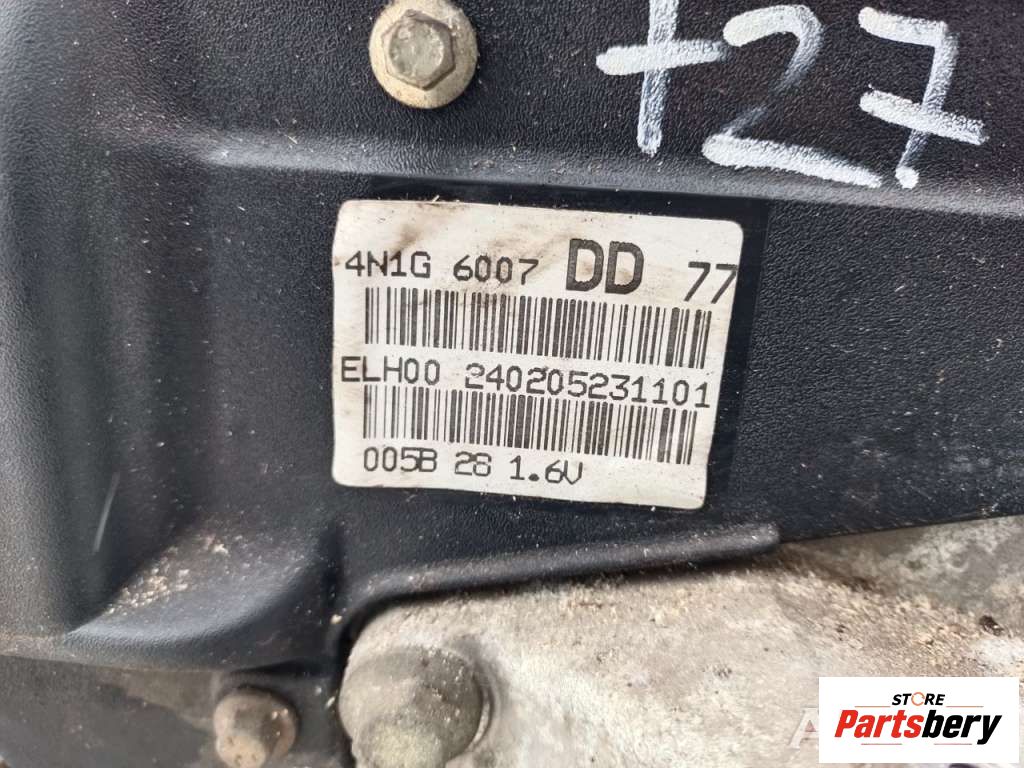 +27
4N1G 6007 DD 77
ELH00 240205231101
005B 28 1.6V
STORE
Partsbery